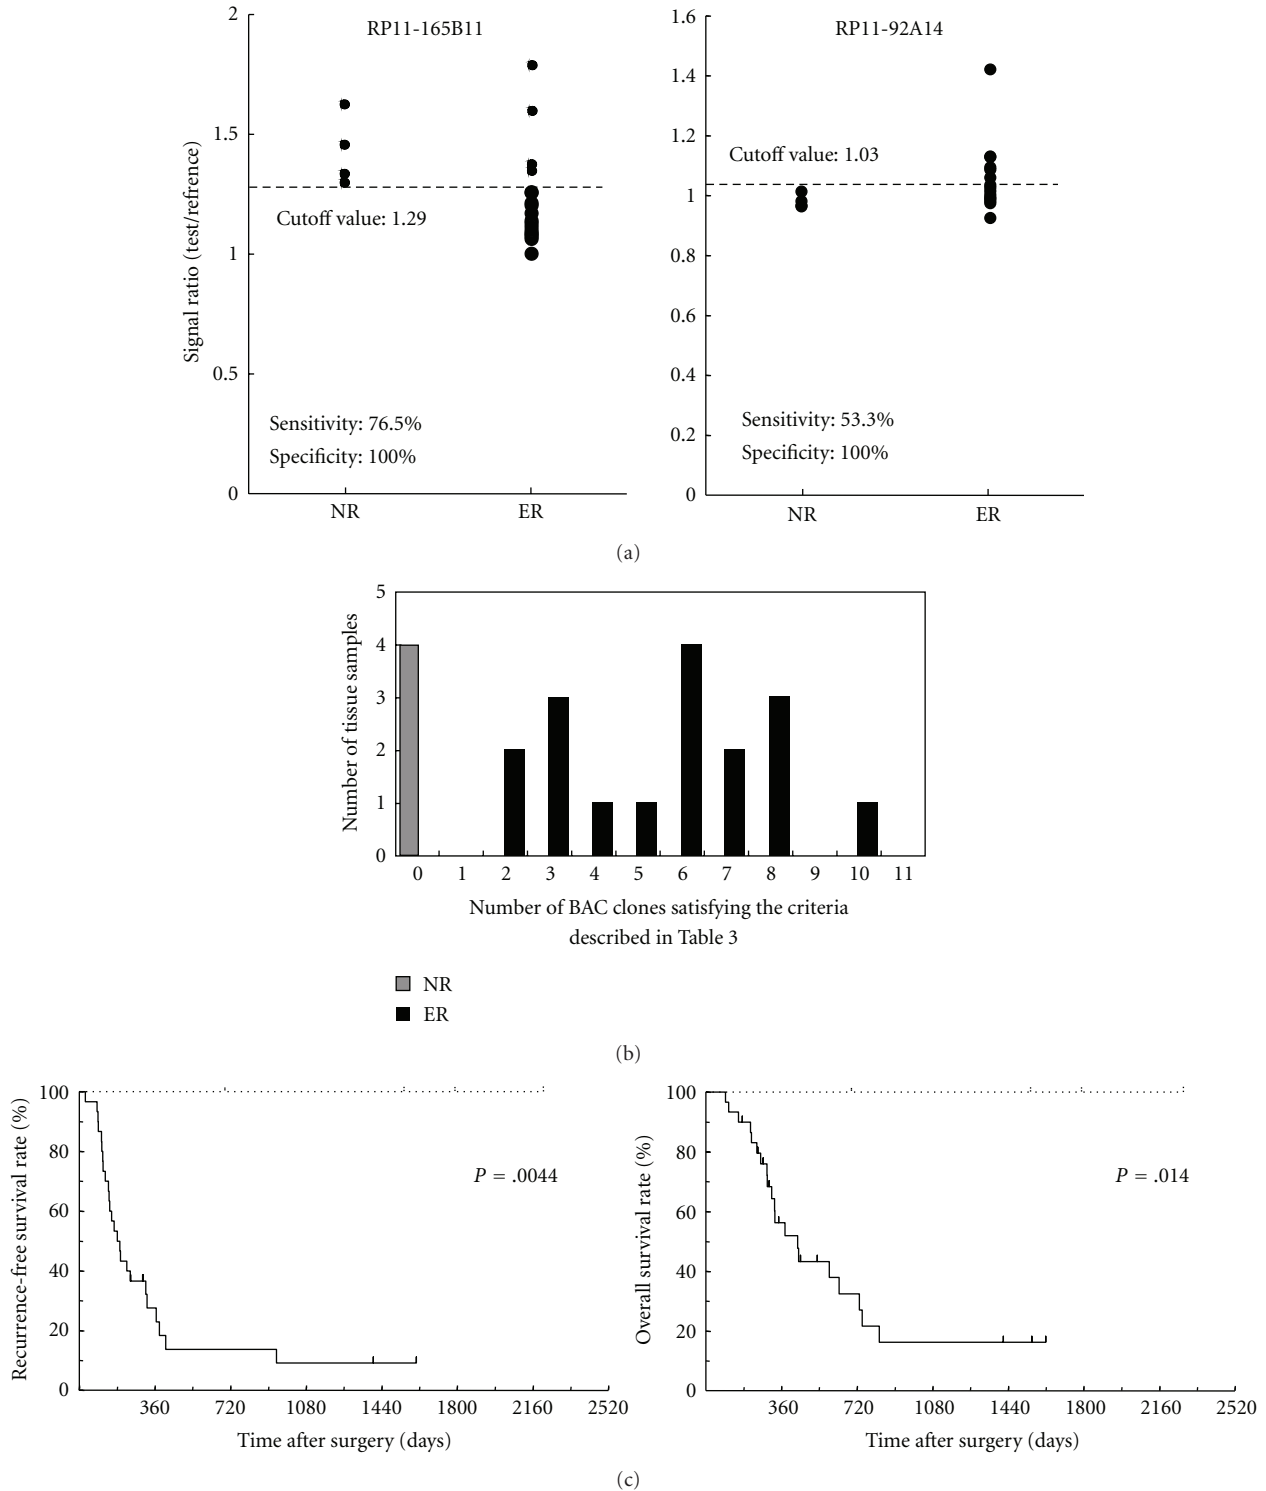 RP11-165B11
2
1.5
1
0.5
0
Signal ratio (test/refrence)
Cutoff value: 1.29
Sensitivity: 76.5%
Specificity: 100%
NR
ER
RP11-92A14
1.6
1.4
1.2
1
0.8
0.6
0.4
0.2
0
Cutoff value: 1.03
Sensitivity: 53.3%
Specificity: 100%
NR
ER
(a)
5
4
3
2
1
0
Number of tissue samples
0 1 2 3 4 5 6 7 8 9 10 11
Number of BAC clones satisfying the criteria
described in Table 3
NR
ER
(b)
100
80
60
40
20
0
Recurrence-free survival rate (%)
P = .0044
360 720 1080 1440 1800 2160 2520
Time after surgery (days)
100
80
60
40
20
0
Overall survival rate (%)
P = .014
360 720 1080 1440 1800 2160 2520
Time after surgery (days)
(c)